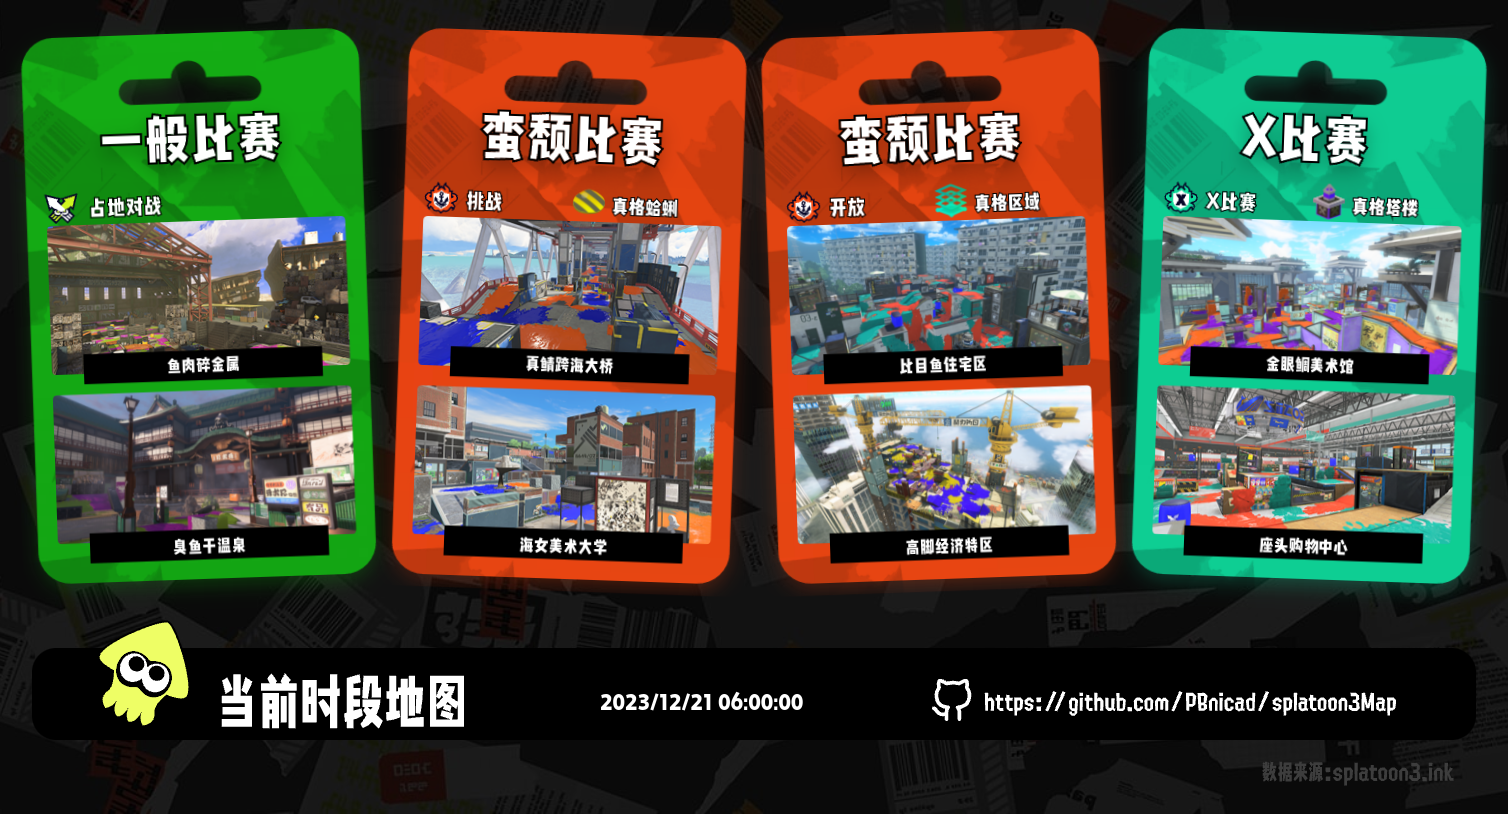 一般比赛
占地对战
鱼肉碎金属
臭鱼干温泉
蛮颓比赛
挑战
真格蛤蜊
真鲭跨海大桥
海女美术大学
蛮颓比赛
开放
真格区域
比目鱼住宅区
高脚经济特区
X比赛
X比赛
真格塔楼
金眼鲷美术馆
座头购物中心
当前时段地图
2023/12/21 06:00:00
https://github.com/PBnicad/splatoon3Map
数据来源:splatoon3.ink